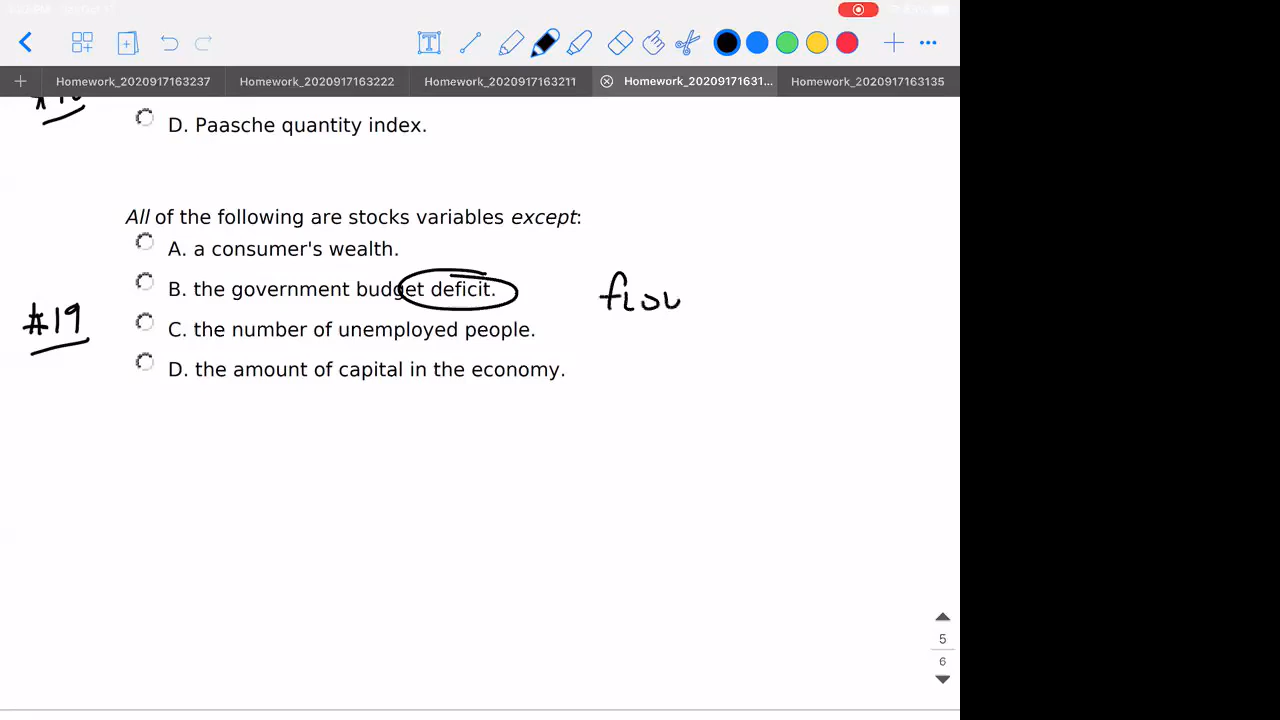 Homework_2020917163237 Homework_2020917163222 Homework_2020917163211 Homework_20209171631... Homework_2020917163135
D. Paasche quantity index.
All of the following are stocks variables except:
A. a consumer's wealth.
B. the government budget deficit.
flow
#19
C. the number of unemployed people.
D. the amount of capital in the economy.
5
6